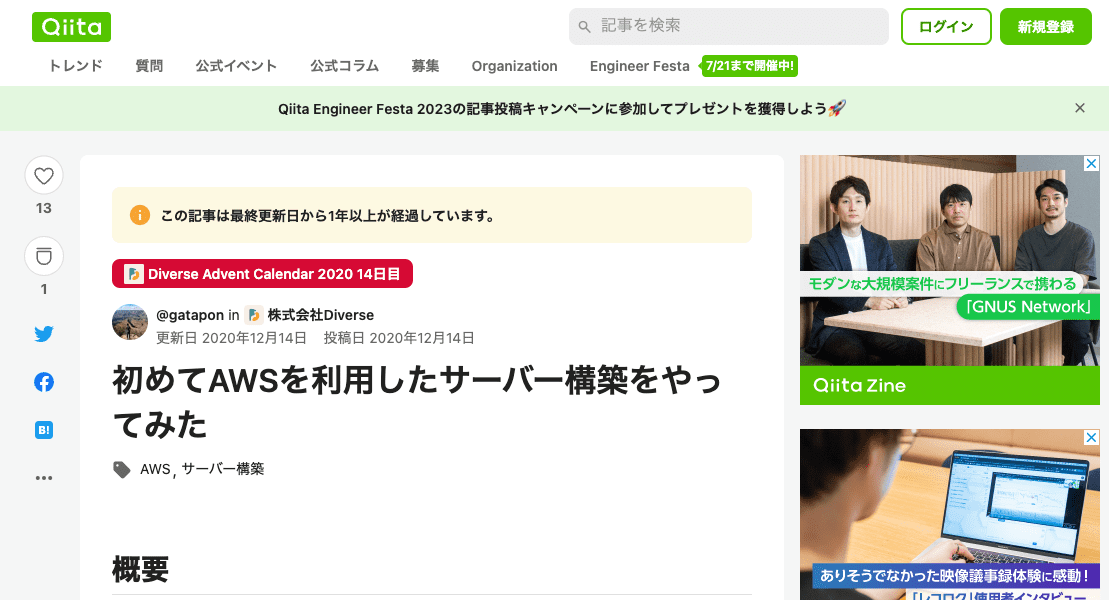 Qiita
記事を検索
ログイン
新規登録
トレンド 質問 公式イベント 公式コラム 募集 Organization Engineer Festa 7/21まで開催中!
Qiita Engineer Festa 2023の記事投稿キャンペーンに参加してプレゼントを獲得しよう🚀
13
1
B!
この記事は最終更新日から1年以上が経過しています。
Diverse Advent Calendar 2020 14日目
@gatapon in 株式会社Diverse
更新日 2020年12月14日 投稿日 2020年12月14日
初めてAWSを利用したサーバー構築をやっ
てみた
AWS, サーバー構築
概要
モダンな大規模案件にフリーランスで携わる
「GNUS Network」
Qiita Zine
ありそうでなかった映像議事録体験に感動!
「レコロク」使用者インタビュー